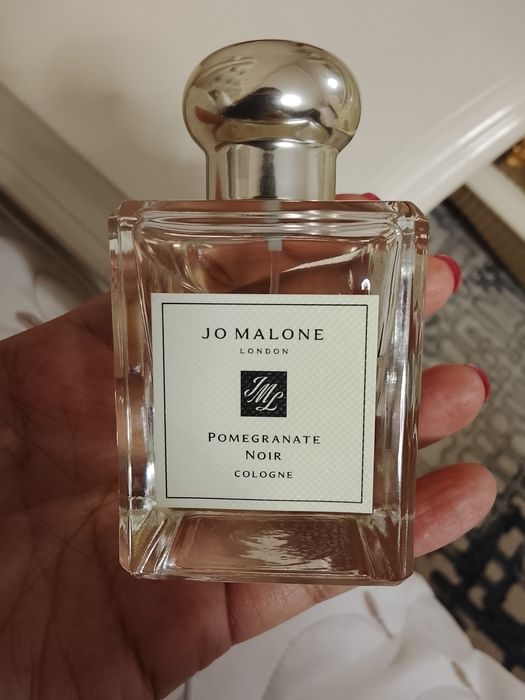 JO MALONE
LONDON
JML
POMEGRANATE
NOIR
COLOGNE